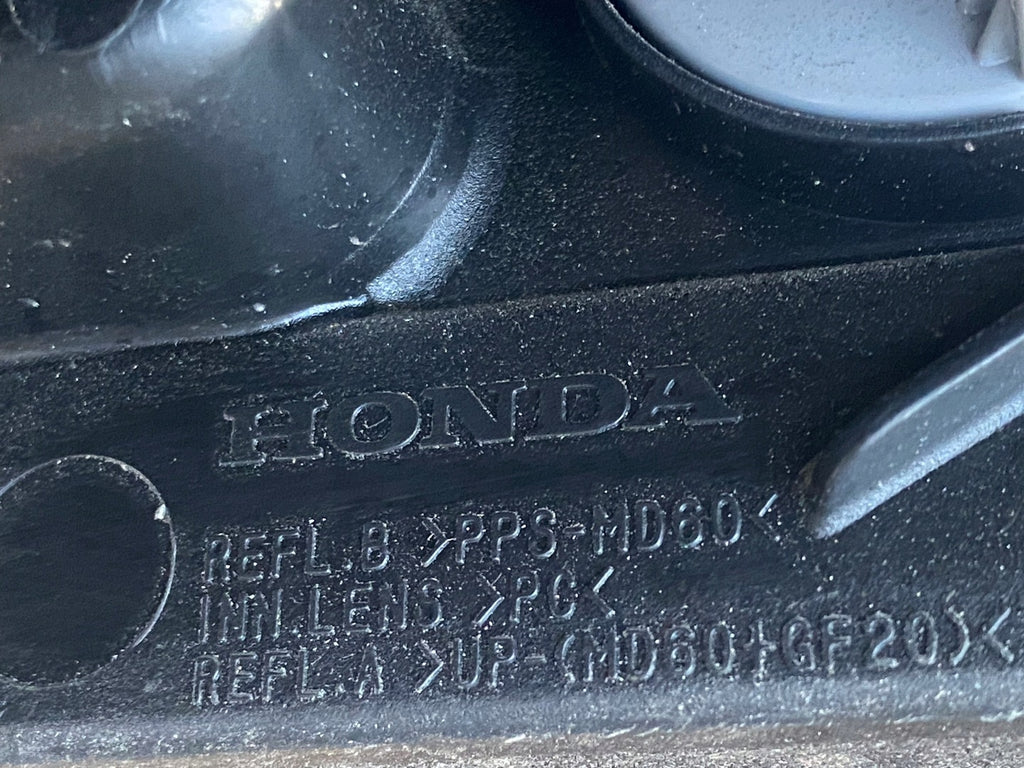 HONDA
REFL.B >PPS-MD60<
INN.LENS >PC<
REFL.A >UP-(MD60+GF20)<